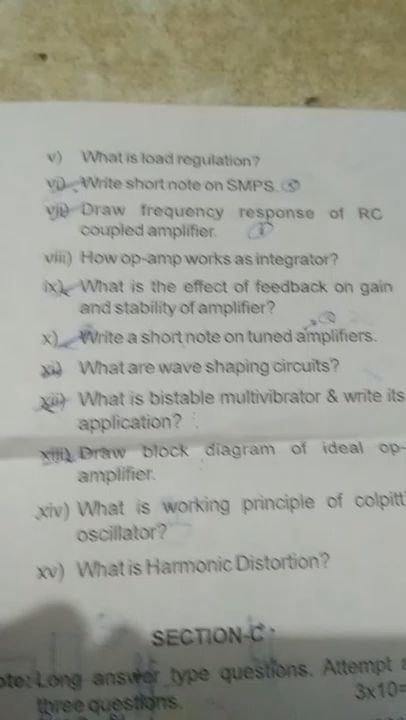 v) What is load regulation?
vi) Write short note on SMPS.
vii) Draw frequency response of RC
coupled amplifier.
viii) How op-amp works as integrator?
ix) What is the effect of feedback on gain
and stability of amplifier?
x) Write a short note on tuned amplifiers.
xi) What are wave shaping circuits?
xii) What is bistable multivibrator & write its
application?
xiii) Draw block diagram of ideal op-
amplifier.
xiv) What is working principle of colpitt
oscillator?
xv) What is Harmonic Distortion?
SECTION-C
ote: Long answer type questions. Attempt a
three questions. 3x10=